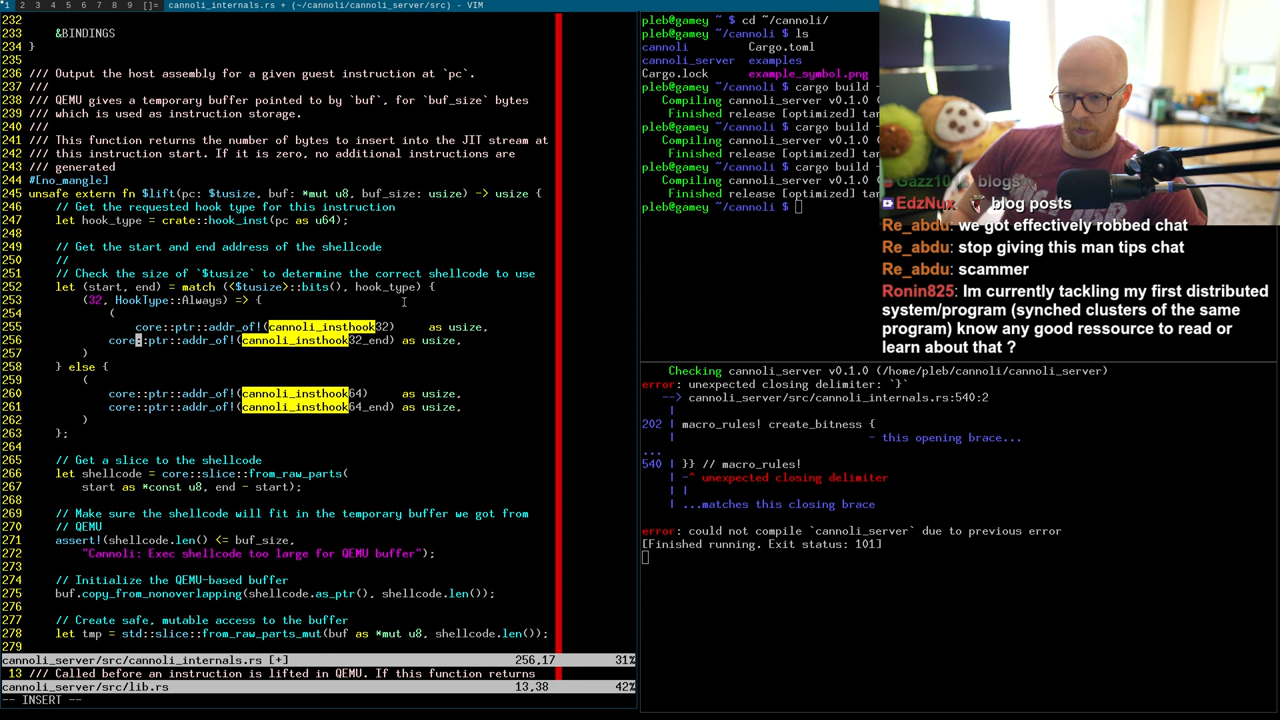 1 2 3 4 5 6 7 8 9 []= cannoli_internals.rs + (~/cannoli/cannoli_server/src) - VIM
232
233     &BINDINGS
234 }
235
236 /// Output the host assembly for a given guest instruction at `pc`.
237 ///
238 /// QEMU gives a temporary buffer pointed to by `buf`, for `buf_size` bytes
239 /// which is used as instruction storage.
240 ///
241 /// This function returns the number of bytes to insert into the JIT stream at
242 /// this instruction start. If it is zero, no additional instructions are
243 /// generated
244 #[no_mangle]
245 unsafe extern fn $lift(pc: $tusize, buf: *mut u8, buf_size: usize) -> usize {
246     // Get the requested hook type for this instruction
247     let hook_type = crate::hook_inst(pc as u64);
248
249     // Get the start and end address of the shellcode
250     //
251     // Check the size of `$tusize` to determine the correct shellcode to use
252     let (start, end) = match (<$tusize>::bits(), hook_type) {
253         (32, HookType::Always) => {
254             (
255                 core::ptr::addr_of!(cannoli_insthook32)     as usize,
256             core::ptr::addr_of!(cannoli_insthook32_end) as usize,
257         )
258     } else {
259         (
260             core::ptr::addr_of!(cannoli_insthook64)     as usize,
261             core::ptr::addr_of!(cannoli_insthook64_end) as usize,
262         )
263     };
264
265     // Get a slice to the shellcode
266     let shellcode = core::slice::from_raw_parts(
267         start as *const u8, end - start);
268
269     // Make sure the shellcode will fit in the temporary buffer we got from
270     // QEMU
271     assert!(shellcode.len() <= buf_size,
272         "Cannoli: Exec shellcode too large for QEMU buffer");
273
274     // Initialize the QEMU-based buffer
275     buf.copy_from_nonoverlapping(shellcode.as_ptr(), shellcode.len());
276
277     // Create safe, mutable access to the buffer
278     let tmp = std::slice::from_raw_parts_mut(buf as *mut u8, shellcode.len());
279
cannoli_server/src/cannoli_internals.rs [+] 256,17 31%
13 /// Called before an instruction is lifted in QEMU. If this function returns
cannoli_server/src/lib.rs 13,38 42%
-- INSERT --
pleb@gamey ~ $ cd ~/cannoli/
pleb@gamey ~/cannoli $ ls
cannoli         Cargo.toml
cannoli_server  examples
Cargo.lock      example_symbol.png
pleb@gamey ~/cannoli $ cargo build -
Compiling cannoli_server v0.1.0 (
Finished release [optimized] tar
pleb@gamey ~/cannoli $ cargo build -
Compiling cannoli_server v0.1.0 (
Finished release [optimized] tar
pleb@gamey ~/cannoli $ cargo build -
Compiling cannoli_server v0.1.0 (
Finished release [optimized] tar
pleb@gamey ~/cannoli $
blogs
EdzNux blog posts
Re_abdu: we got effectively robbed chat
Re_abdu: stop giving this man tips chat
Re_abdu: scammer
Ronin825: Im currently tackling my first distributed
system/program (synched clusters of the same
program) know any good ressource to read or
learn about that ?
Checking cannoli_server v0.1.0 (/home/pleb/cannoli/cannoli_server)
error: unexpected closing delimiter: `}`
--> cannoli_server/src/cannoli_internals.rs:540:2
|
202 | macro_rules! create_bitness {
|                           - this opening brace...
...
540 | }} // macro_rules!
| -^ unexpected closing delimiter
| |
| ...matches this closing brace
error: could not compile `cannoli_server` due to previous error
[Finished running. Exit status: 101]